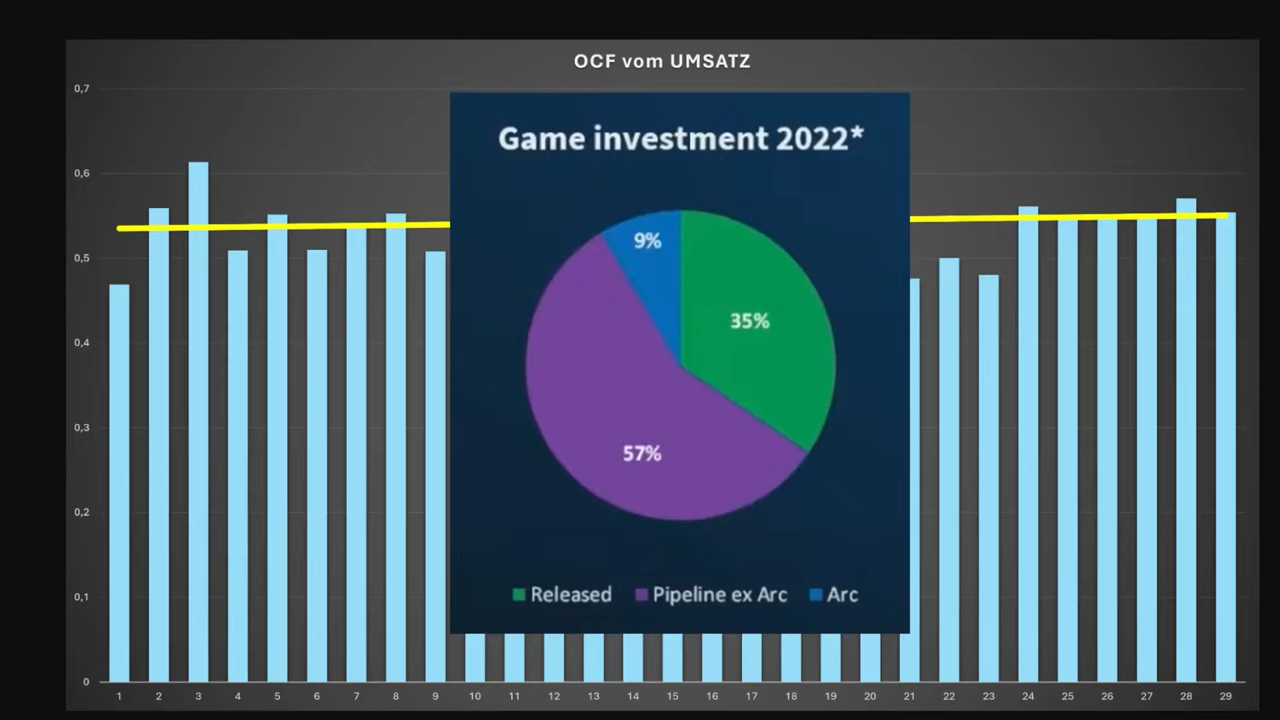 OCF vom UMSATZ
0,7
0,6
0,5
0,4
0,3
0,2
0,1
0
Game investment 2022*
9%
35%
57%
Released Pipeline ex Arc Arc
1 2 3 4 5 6 7 8 9 10 11 12 13 14 15 16 17 18 19 20 21 22 23 24 25 26 27 28 29